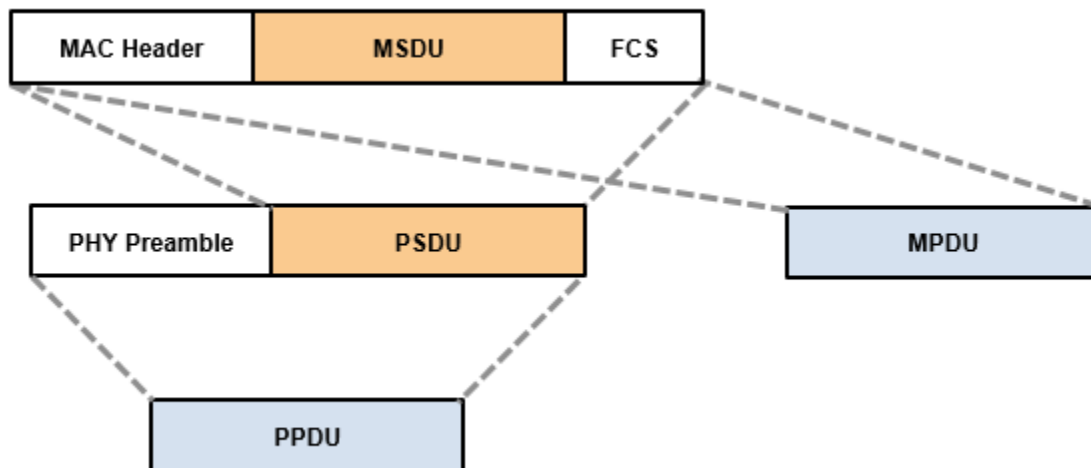 MAC Header
MSDU
FCS
PHY Preamble
PSDU
MPDU
PPDU